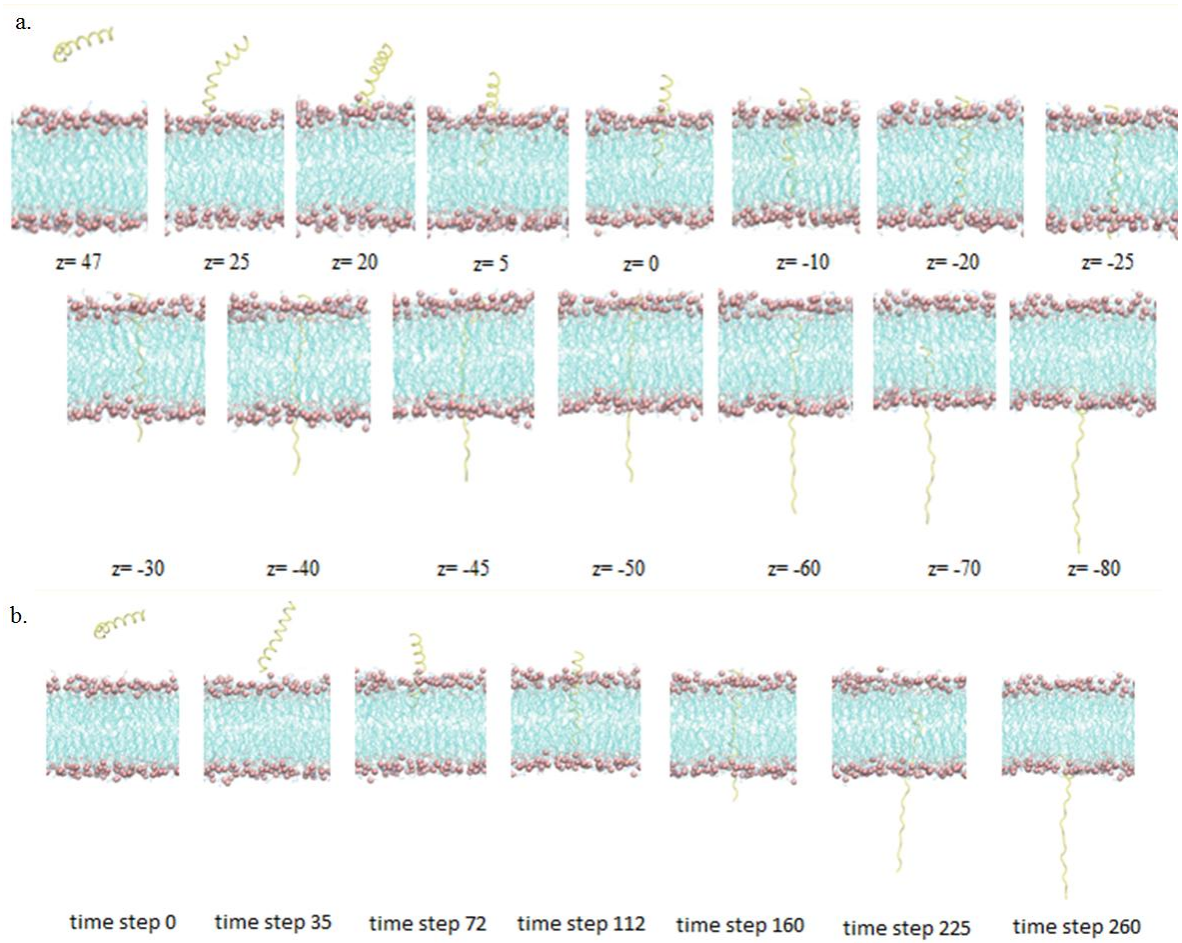 a.
z= 47 z= 25 z= 20 z= 5 z= 0 z= -10 z= -20 z= -25
z= -30 z= -40 z= -45 z= -50 z= -60 z= -70 z= -80
b.
time step 0 time step 35 time step 72 time step 112 time step 160 time step 225 time step 260